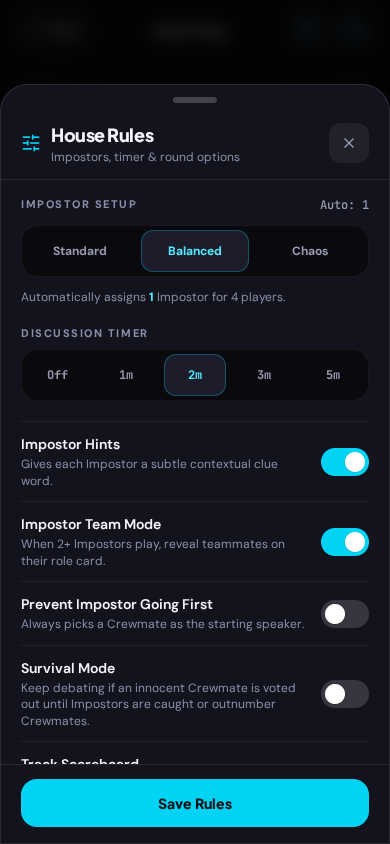 House Rules
Impostors, timer & round options
IMPOSTOR SETUP
Auto: 1
Standard
Balanced
Chaos
Automatically assigns 1 Impostor for 4 players.
DISCUSSION TIMER
Off
1m
2m
3m
5m
Impostor Hints
Gives each Impostor a subtle contextual clue
word.
Impostor Team Mode
When 2+ Impostors play, reveal teammates on
their role card.
Prevent Impostor Going First
Always picks a Crewmate as the starting speaker.
Survival Mode
Keep debating if an innocent Crewmate is voted
out until Impostors are caught or outnumber
Crewmates.
Track Scoreboard
Save Rules